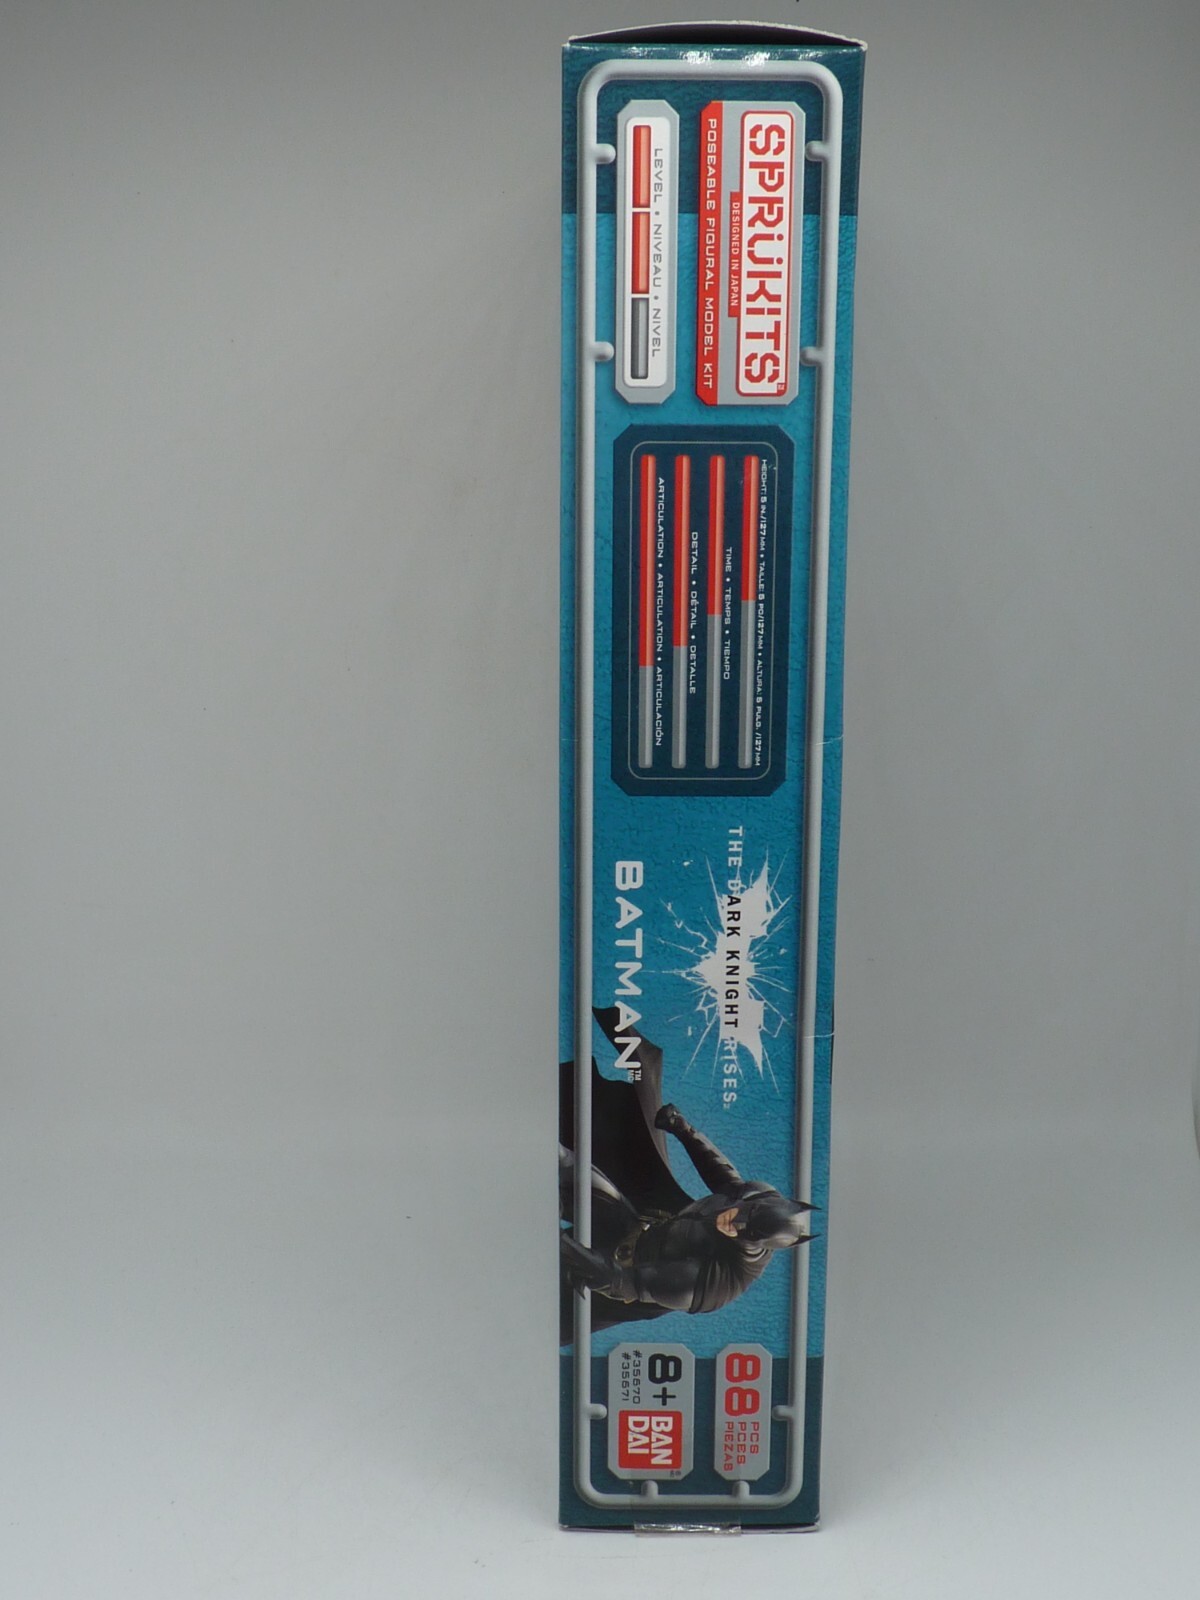 SPRÜKITS
DESIGNED IN JAPAN
POSEABLE FIGURAL MODEL KIT
LEVEL • NIVEAU • NIVEL
HEIGHT: 5 IN./127 MM • TAILLE: 5 PO/127 MM • ALTURA: 5 PULG. /127 MM
TIME • TEMPS • TIEMPO
DETAIL • DÉTAIL • DETALLE
ARTICULATION • ARTICULATION • ARTICULACIÓN
THE DARK KNIGHT RISES
BATMAN™
88 PCS
PCES
PIEZAS
8+
#35670
#35671
BAN
DAI®